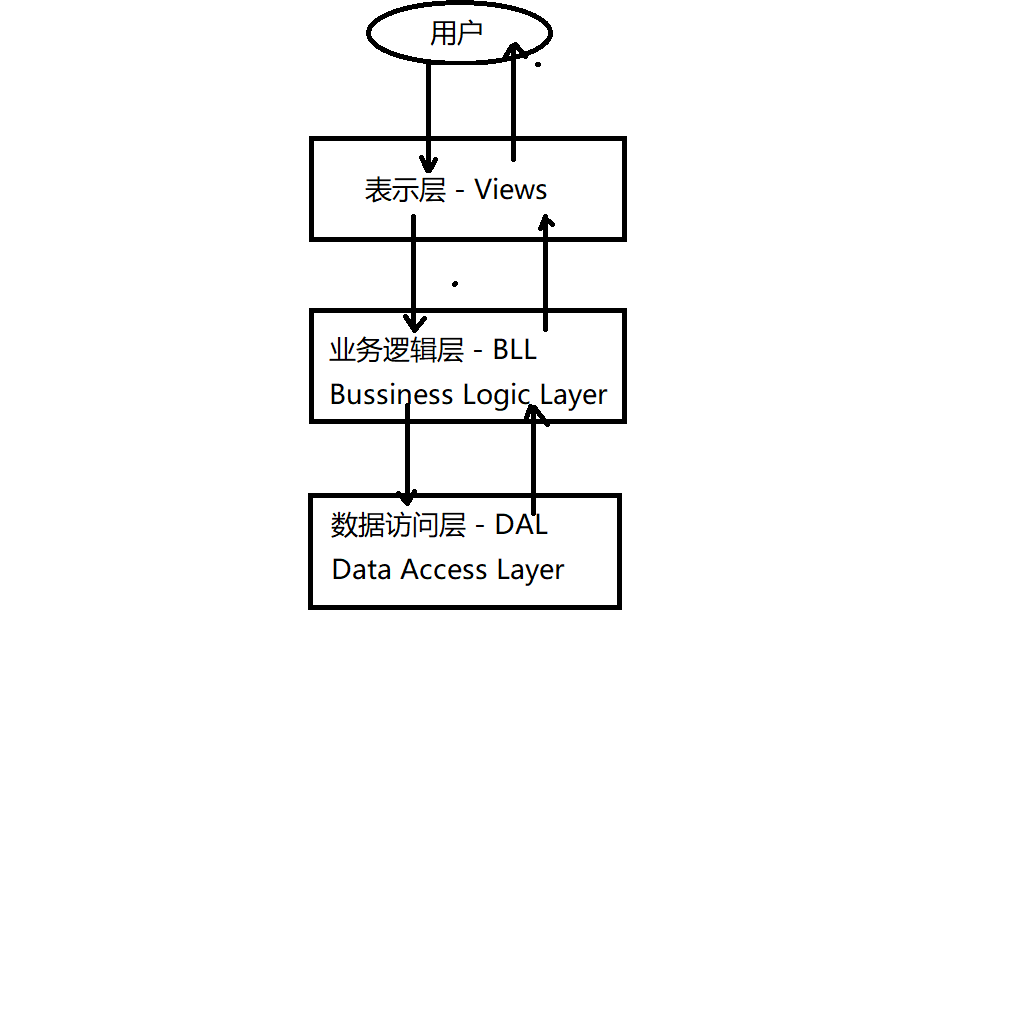 用户
表示层 - Views
业务逻辑层 - BLL
Bussiness Logic Layer
数据访问层 - DAL
Data Access Layer